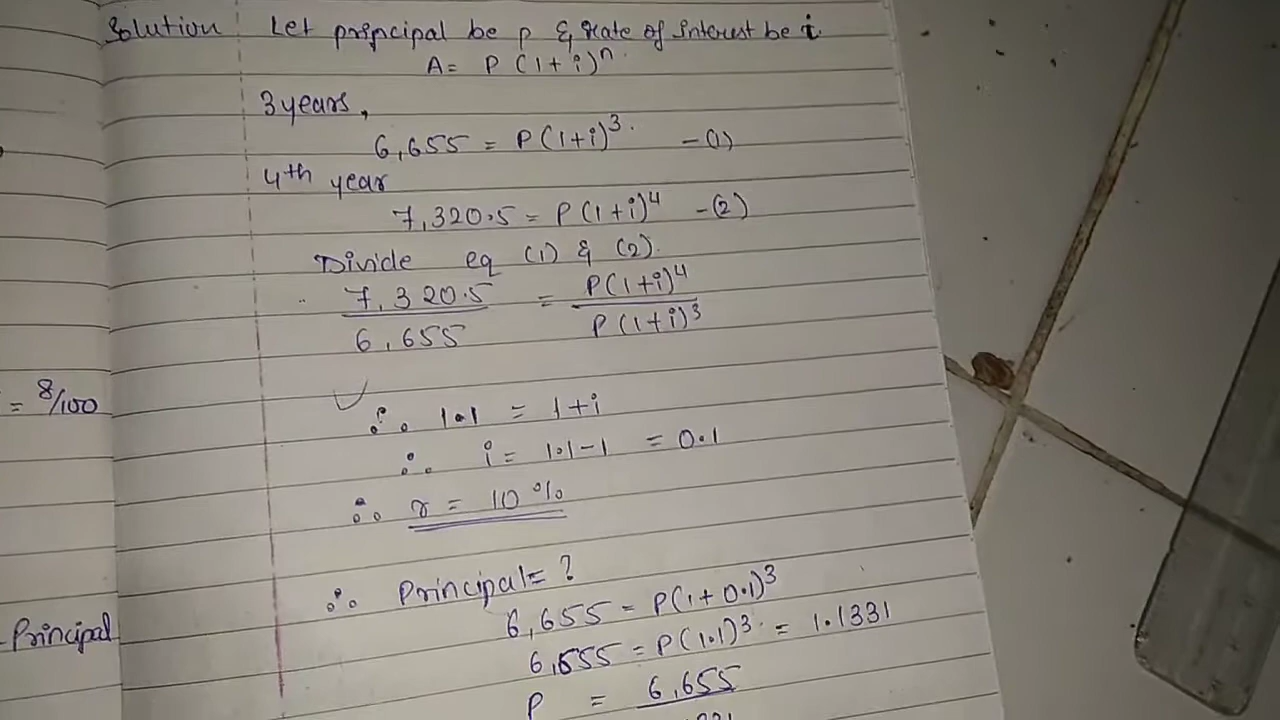 Solution Let principal be p & rate of interest be i
A = P (1+i)^n
3 years,
6,655 = P(1+i)^3. -(1)
4th year
7,320.5 = P(1+i)^4 -(2)
Divide eq (1) & (2).
7,320.5 = P(1+i)^4
6,655 P(1+i)^3
= 8/100
∴ 1.1 = 1+i
∴ i = 1.1-1 = 0.1
∴ r = 10%
∴ Principal = ?
6,655 = P(1+0.1)^3
Principal
6,655 = P(1.1)^3 = 1.1331
P = 6,655